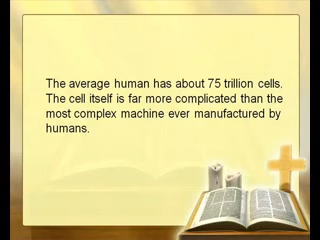 The average human has about 75 trillion cells.
The cell itself is far more complicated than the
most complex machine ever manufactured by
humans.